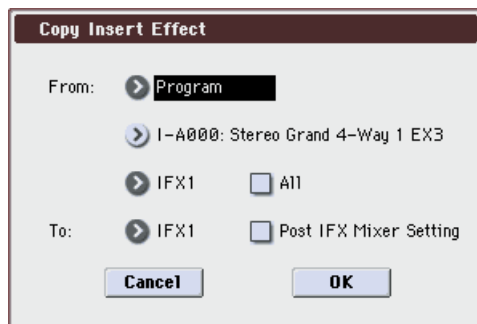 Copy Insert Effect
From: Program
I-A000: Stereo Grand 4-Way 1 EX3
IFX1 All
To: IFX1 Post IFX Mixer Setting
Cancel OK